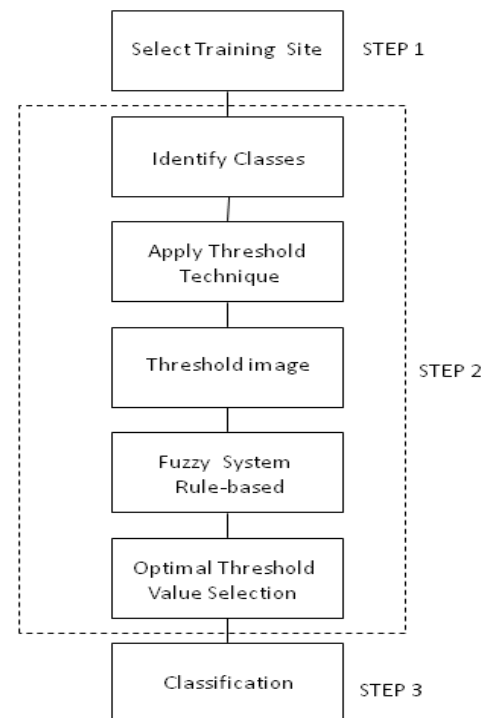 Select Training Site
STEP 1
Identify Classes
Apply Threshold
Technique
Threshold image
STEP 2
Fuzzy System
Rule-based
Optimal Threshold
Value Selection
Classification
STEP 3